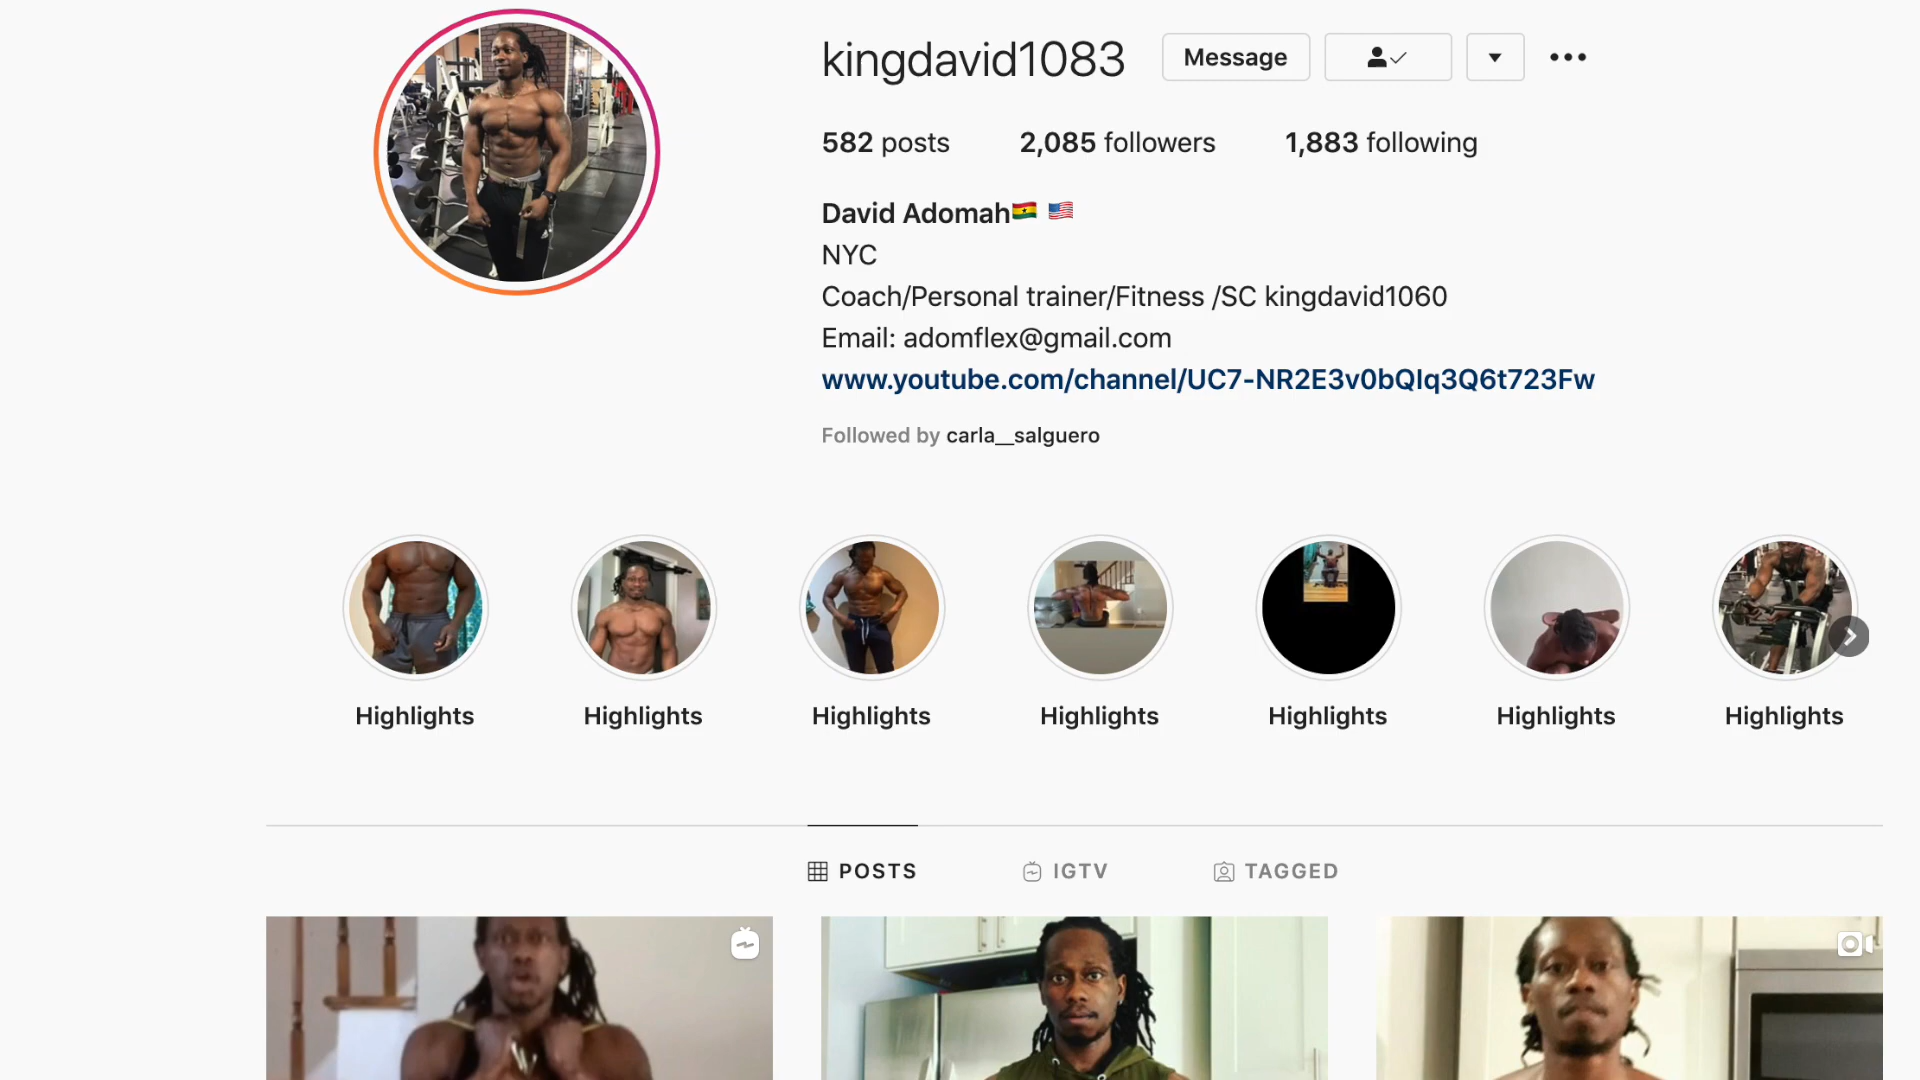 kingdavid1083 Message
582 posts 2,085 followers 1,883 following
David Adomah🇬🇭 🇺🇸
NYC
Coach/Personal trainer/Fitness /SC kingdavid1060
Email: adomflex@gmail.com
www.youtube.com/channel/UC7-NR2E3v0bQIq3Q6t723Fw
Followed by carla__salguero
Highlights Highlights Highlights Highlights Highlights Highlights Highlights
POSTS IGTV TAGGED